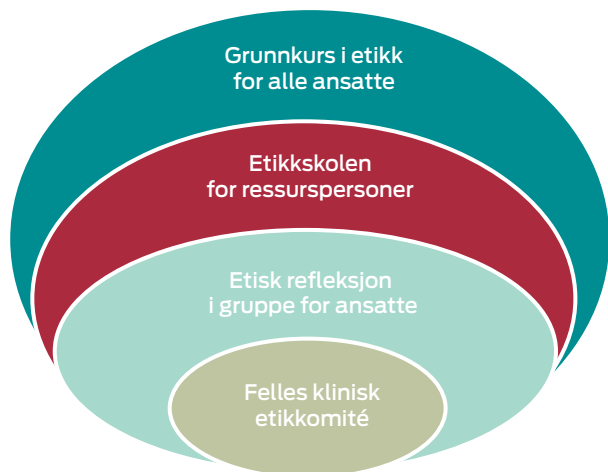 Grunnkurs i etikk
for alle ansatte
Etikkskolen
for ressurspersoner
Etisk refleksjon
i gruppe for ansatte
Felles klinisk
etikkomité